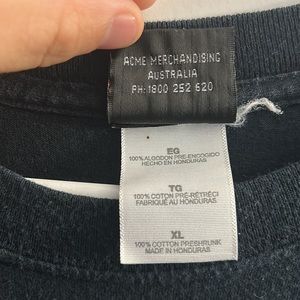 ACME MERCHANDISING
AUSTRALIA
PH: 1800 252 620
EG
100% ALGODON PRE-ENCOGIDO
HECHO EN HONDURAS
TG
100% COTON PRÉ-RÉTRÉCI
FABRIQUÉ AU HONDURAS
XL
100% COTTON PRESHRUNK
MADE IN HONDURAS